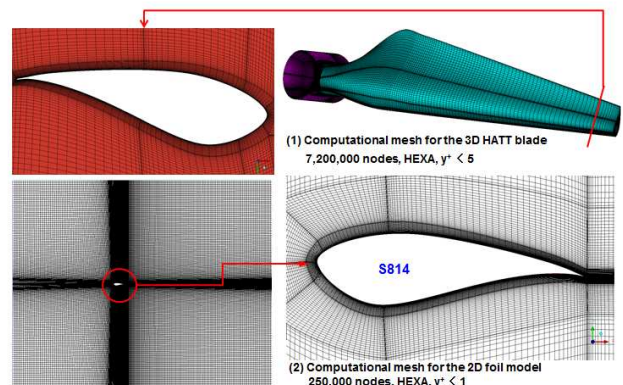 (1) Computational mesh for the 3D HATT blade
7,200,000 nodes, HEXA, y⁺ < 5
S814
(2) Computational mesh for the 2D foil model
250,000 nodes, HEXA, y⁺ < 1